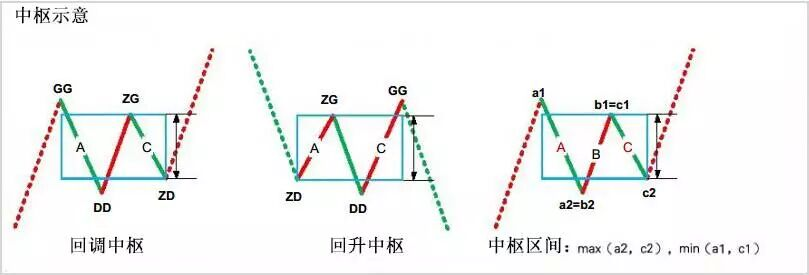 中枢示意
GG
ZG
A
C
DD
ZD
回调中枢
GG
ZG
A
C
ZD
DD
回升中枢
a1
b1=c1
A
B
C
a2=b2
c2
中枢区间：max（a2，c2），min（a1，c1）